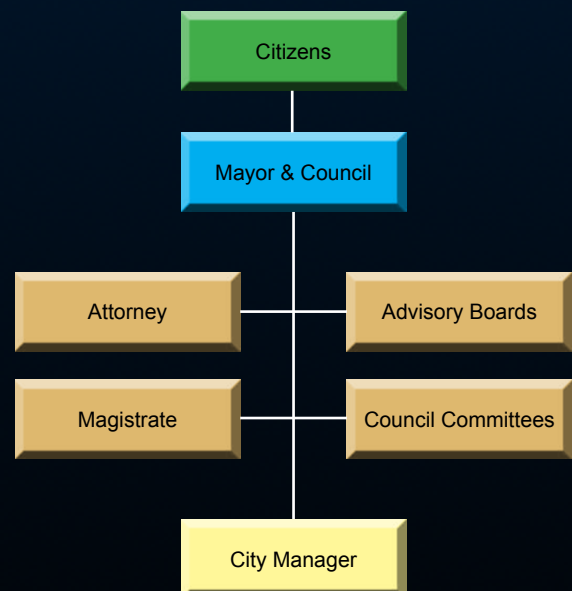 Citizens
Mayor & Council
Attorney
Advisory Boards
Magistrate
Council Committees
City Manager